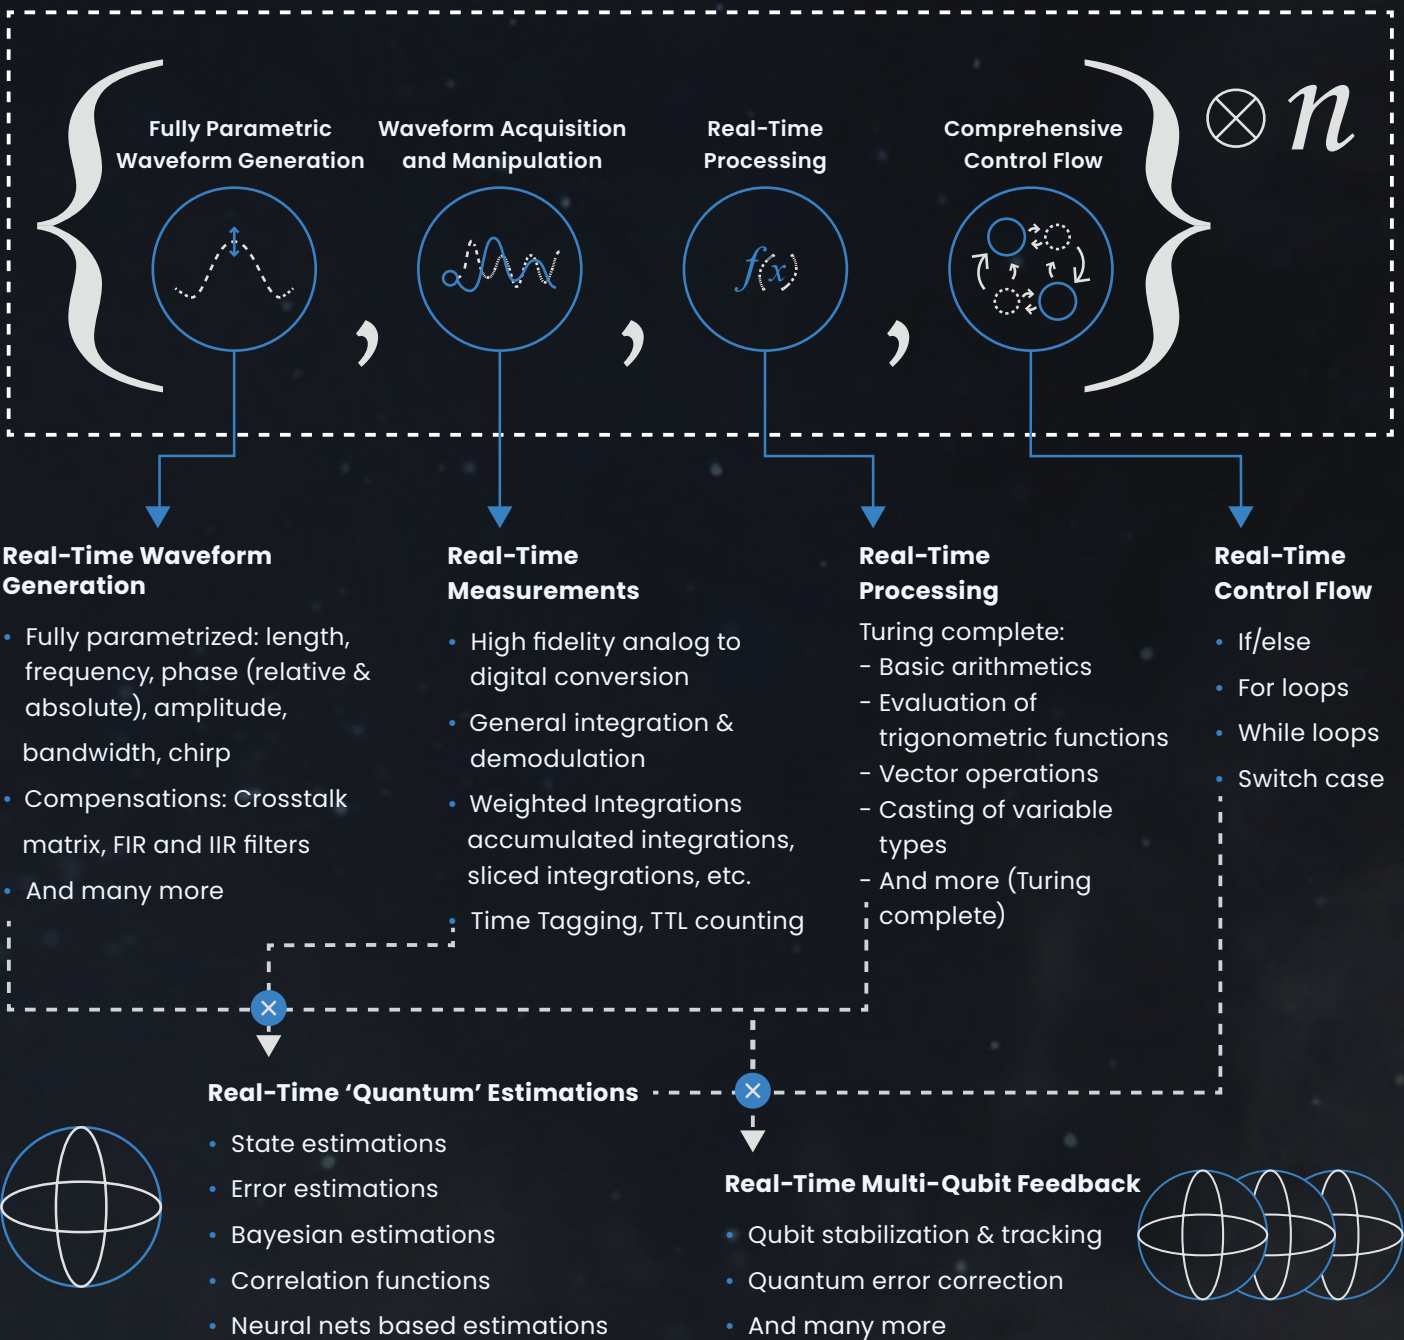 Fully Parametric
Waveform Generation
Waveform Acquisition
and Manipulation
Real-Time
Processing
Comprehensive
Control Flow
{ , , , } ⊗ n
f(x)
Real-Time Waveform
Generation
• Fully parametrized: length,
frequency, phase (relative &
absolute), amplitude,
bandwidth, chirp
• Compensations: Crosstalk
matrix, FIR and IIR filters
• And many more
Real-Time
Measurements
• High fidelity analog to
digital conversion
• General integration &
demodulation
• Weighted Integrations
accumulated integrations,
sliced integrations, etc.
• Time Tagging, TTL counting
Real-Time
Processing
Turing complete:
- Basic arithmetics
- Evaluation of
trigonometric functions
- Vector operations
- Casting of variable
types
- And more (Turing
complete)
Real-Time
Control Flow
• If/else
• For loops
• While loops
• Switch case
Real-Time ‘Quantum’ Estimations
• State estimations
• Error estimations
• Bayesian estimations
• Correlation functions
• Neural nets based estimations
Real-Time Multi-Qubit Feedback
• Qubit stabilization & tracking
• Quantum error correction
• And many more